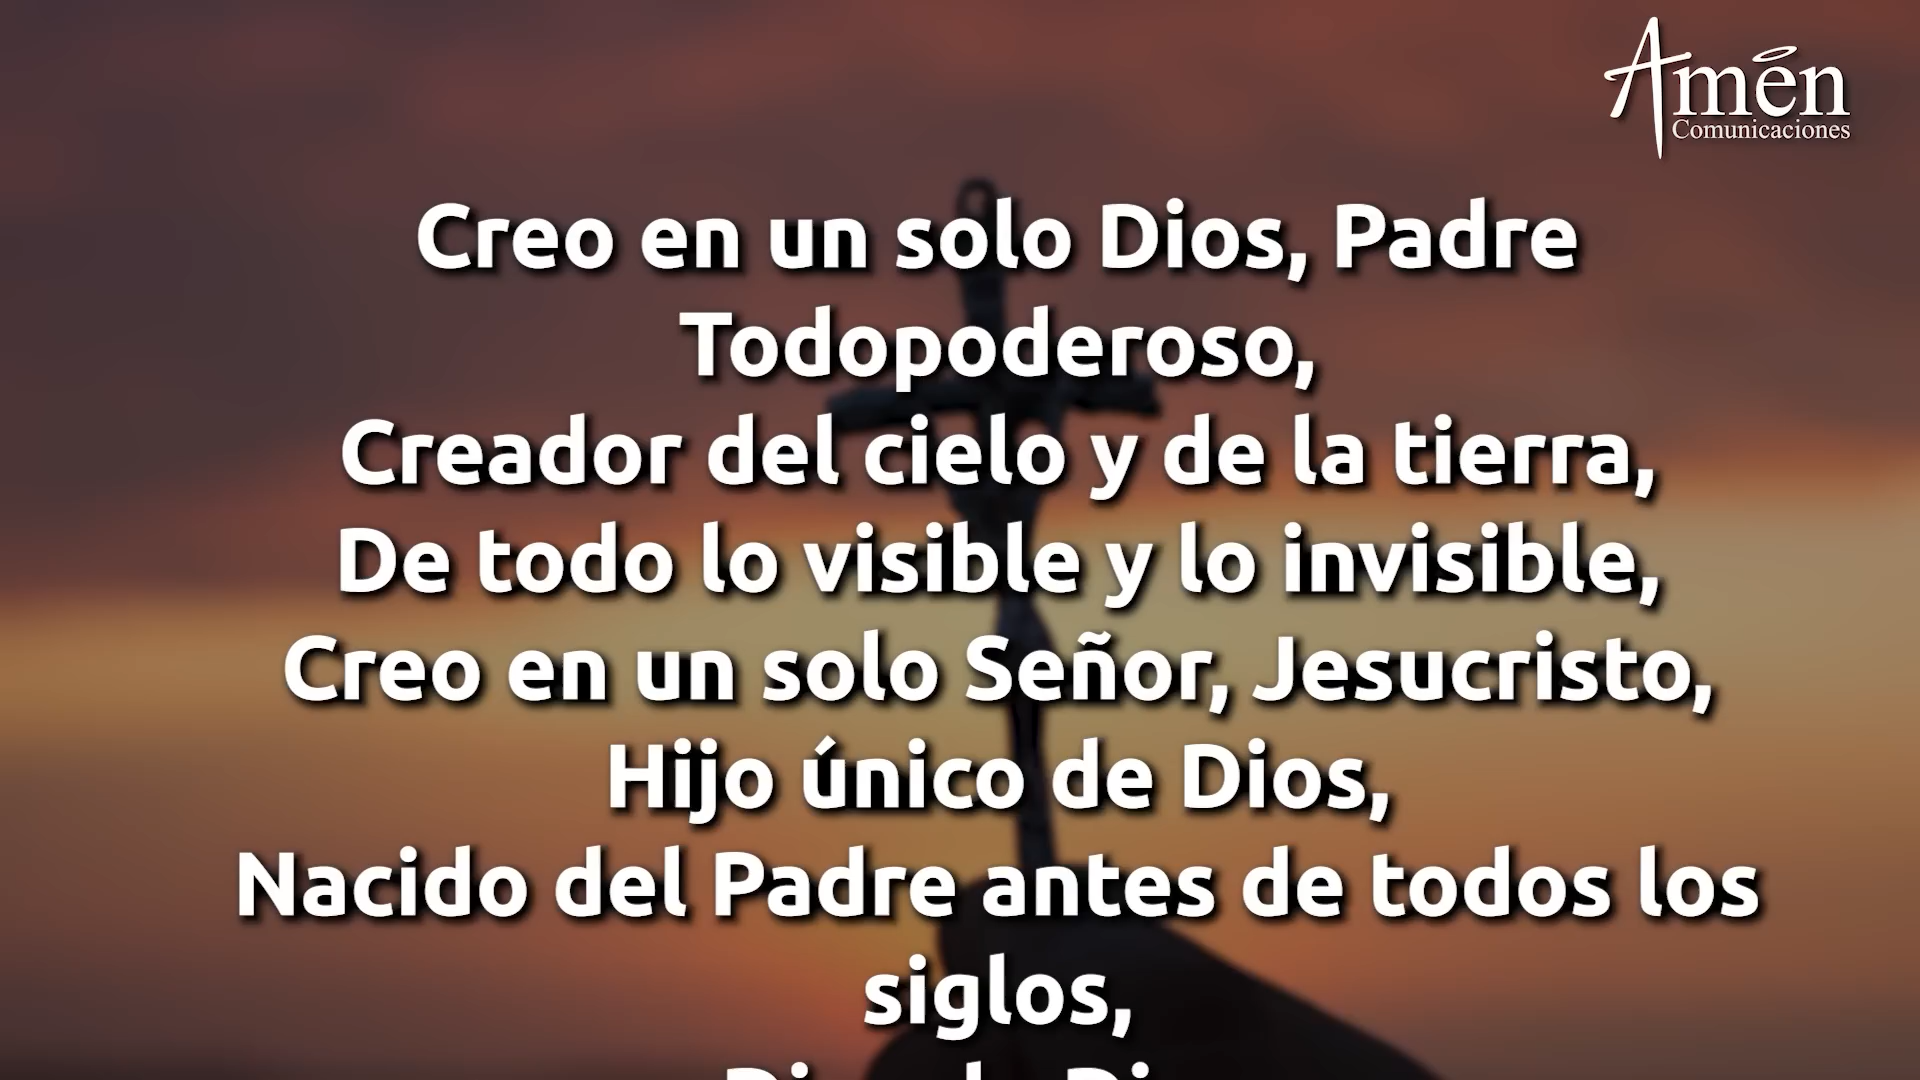 Amén
Comunicaciones
Creo en un solo Dios, Padre
Todopoderoso,
Creador del cielo y de la tierra,
De todo lo visible y lo invisible,
Creo en un solo Señor, Jesucristo,
Hijo único de Dios,
Nacido del Padre antes de todos los
siglos,